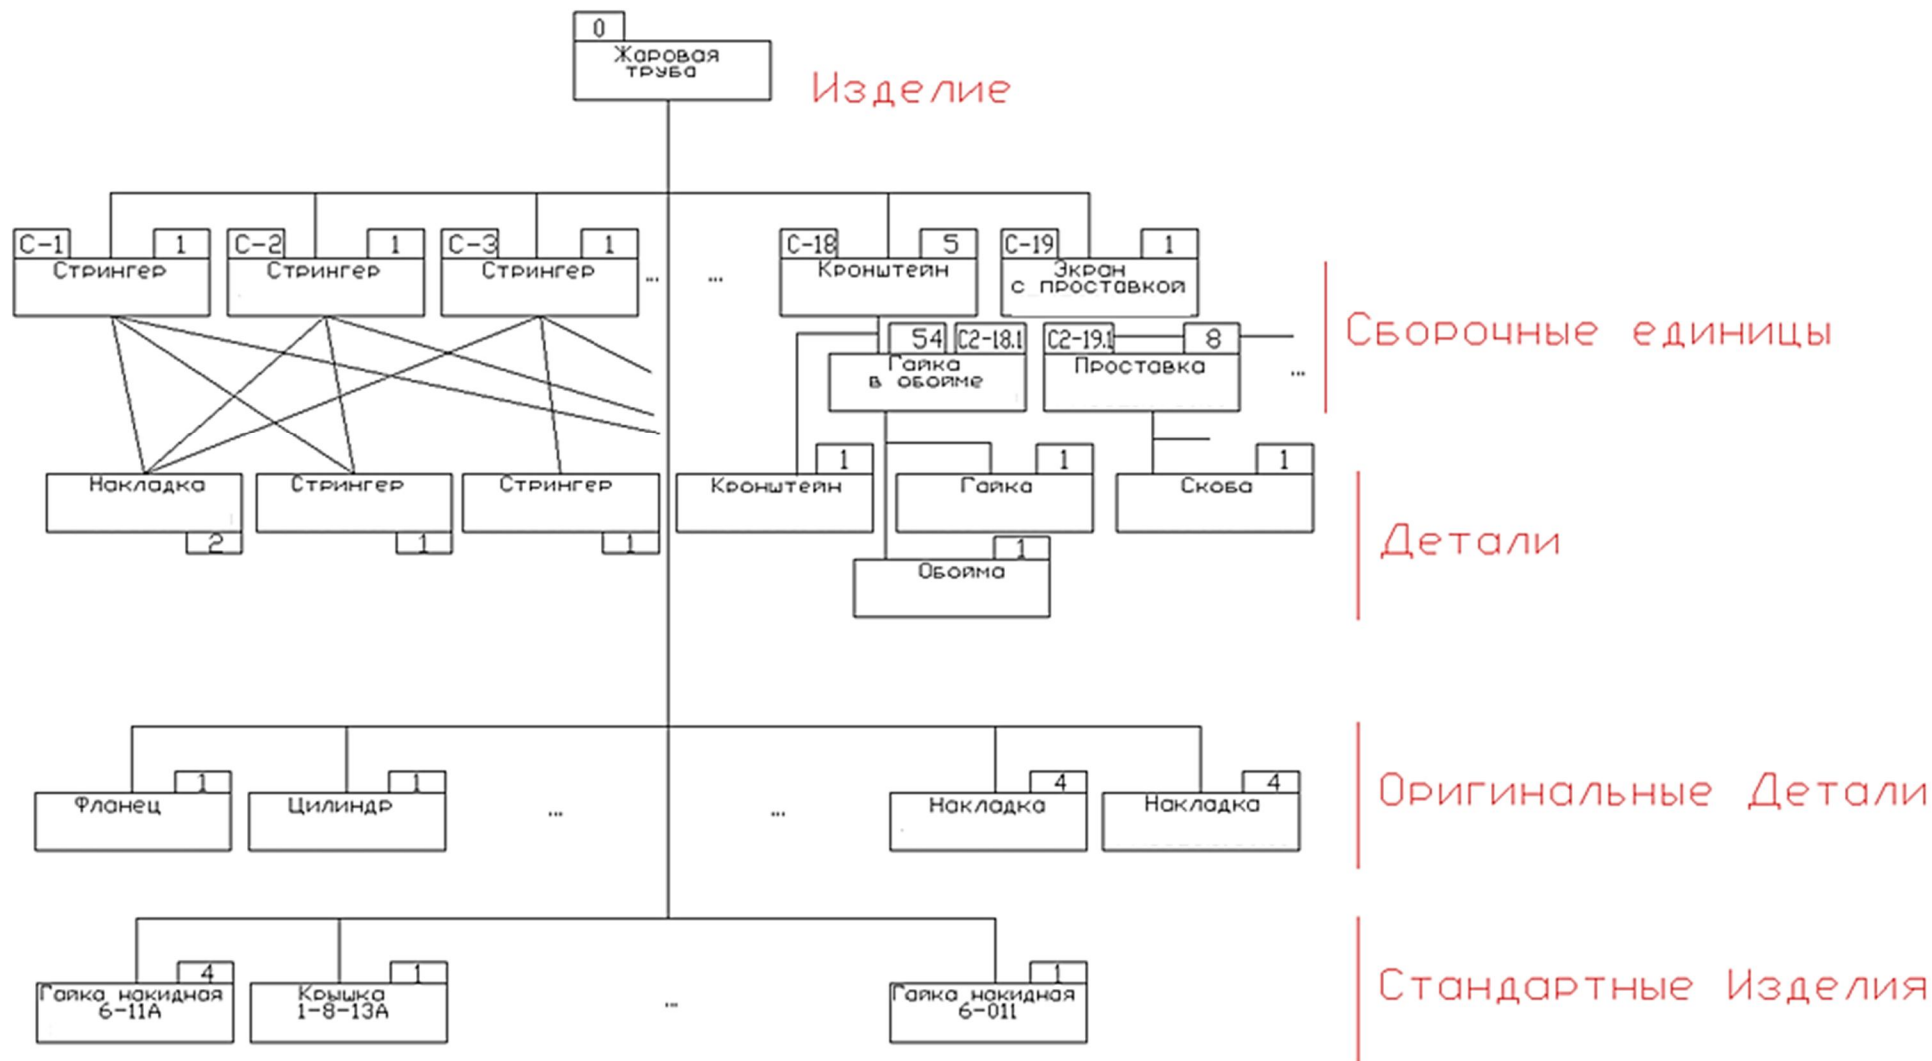 0
Жаровая
труба
Изделие
С-1 1 С-2 1 С-3 1 С-18 5 С-19 1
Стрингер Стрингер Стрингер ... ... Кронштейн Экран
с проставкой
Сборочные единицы
54 С2-18.1 С2-19.1 8
Гайка
в обойме
Проставка
...
1 1 1
Накладка Стрингер Стрингер Кронштейн Гайка Скоба
2 1 1
Детали
1
Обойма
1 1 4 4
Фланец Цилиндр ... ... Накладка Накладка
Оригинальные Детали
4 1 1
Гайка накидная
6-11А
Крышка
1-8-13А
...
Гайка накидная
6-011
Стандартные Изделия